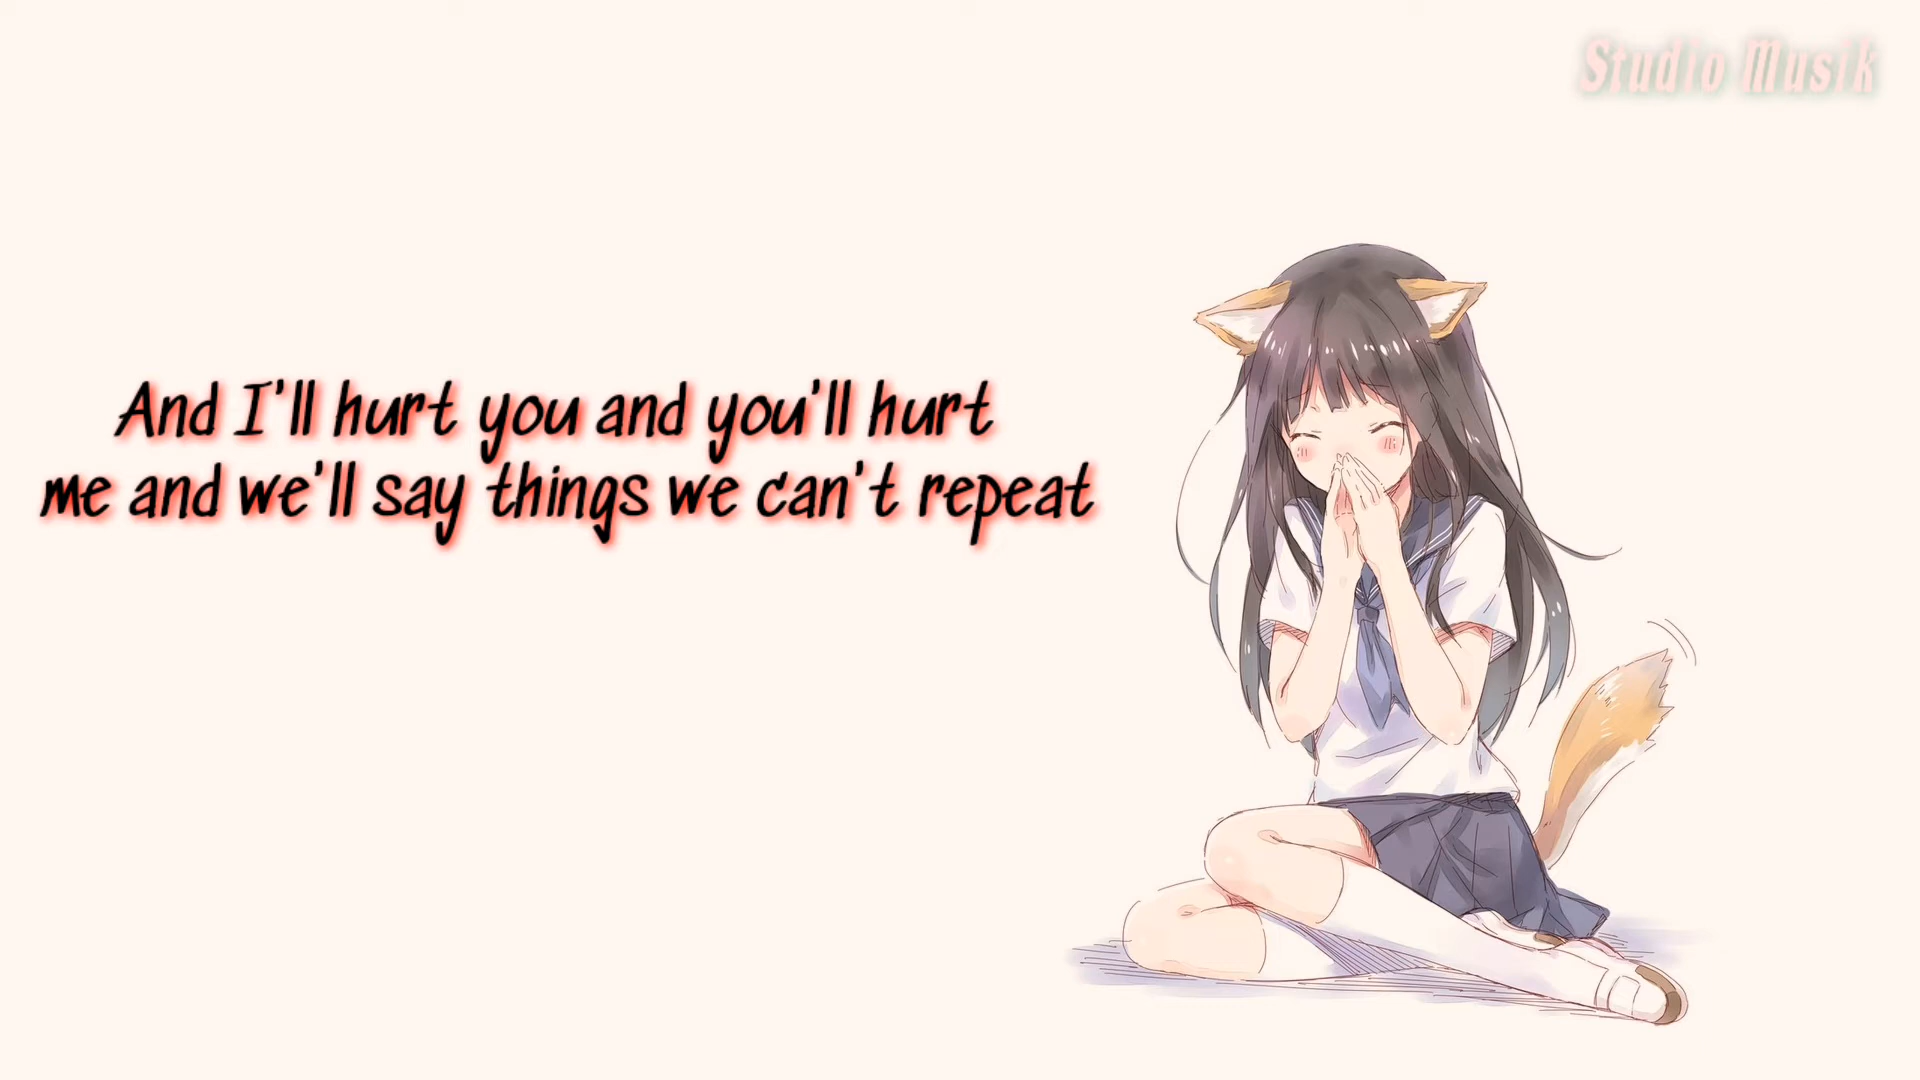 Studio Musik
And I'll hurt you and you'll hurt
me and we'll say things we can't repeat